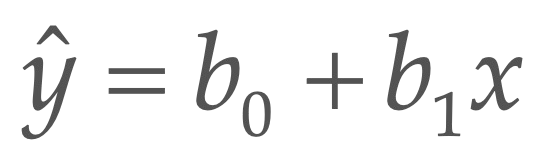 ŷ = b₀ + b₁x